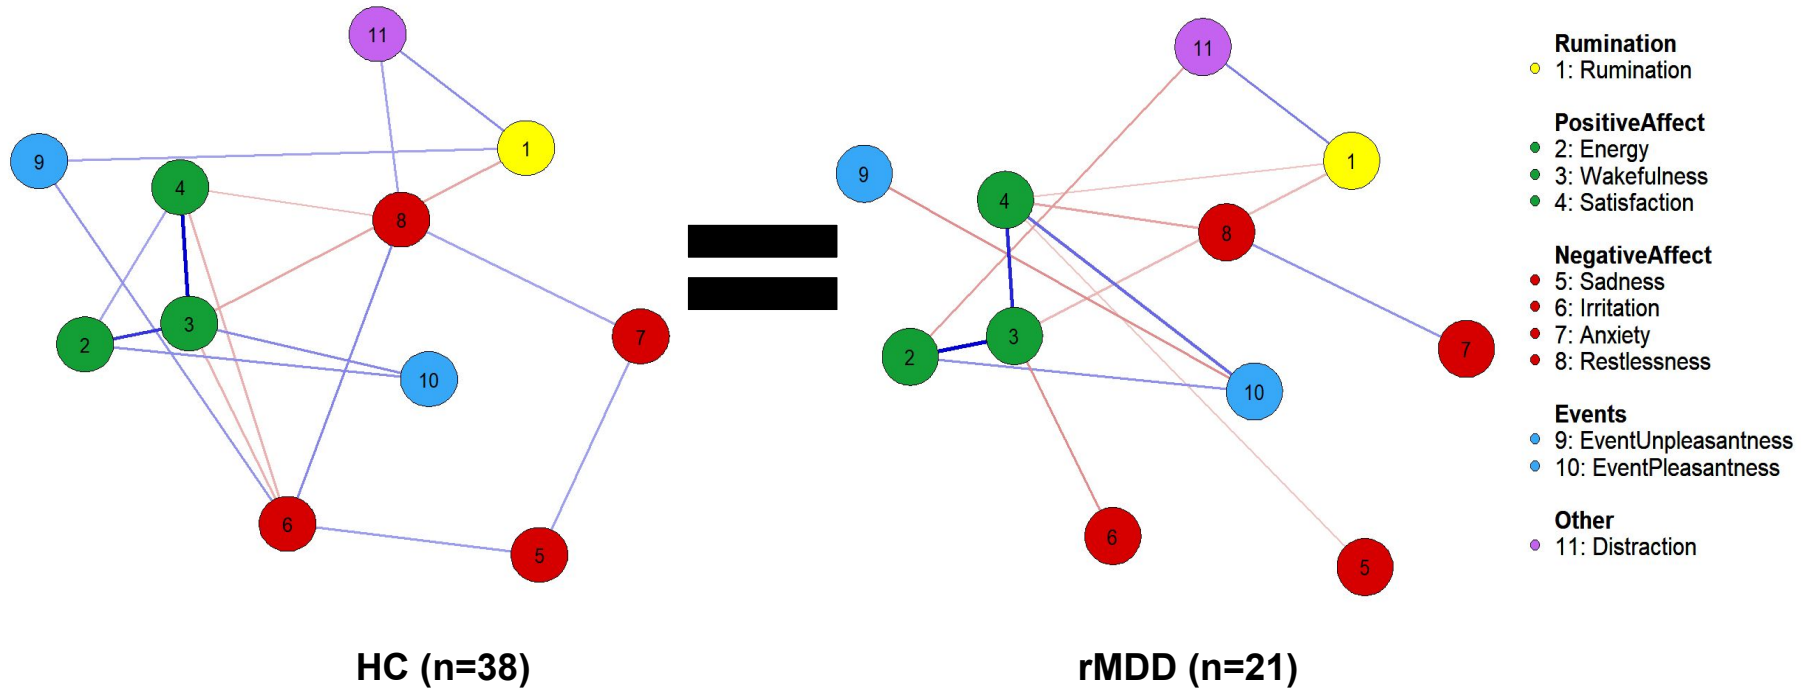 11
1
9
4
8
3
2
7
10
6
5
HC (n=38)
11
1
9
4
8
3
2
7
10
6
5
rMDD (n=21)
Rumination
1: Rumination
PositiveAffect
2: Energy
3: Wakefulness
4: Satisfaction
NegativeAffect
5: Sadness
6: Irritation
7: Anxiety
8: Restlessness
Events
9: EventUnpleasantness
10: EventPleasantness
Other
11: Distraction